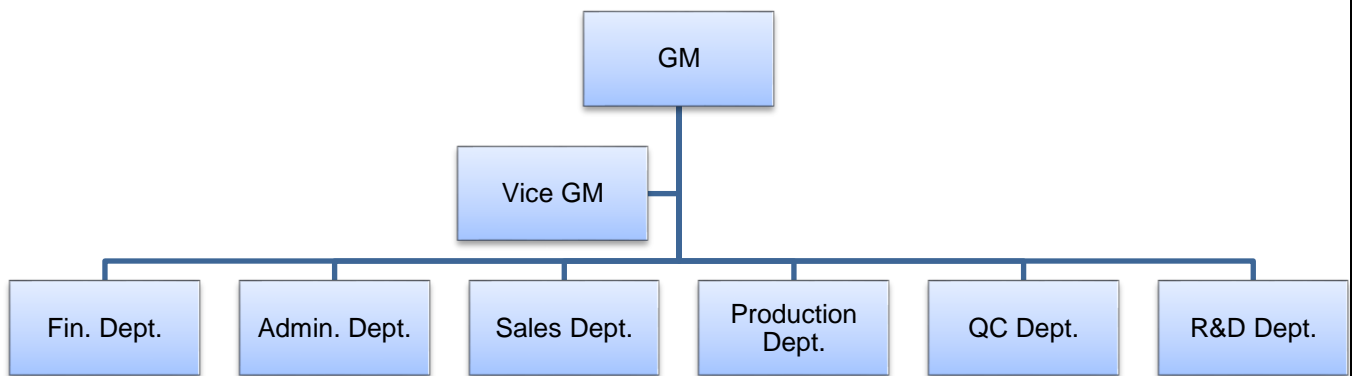 GM
Vice GM
Fin. Dept.
Admin. Dept.
Sales Dept.
Production
Dept.
QC Dept.
R&D Dept.